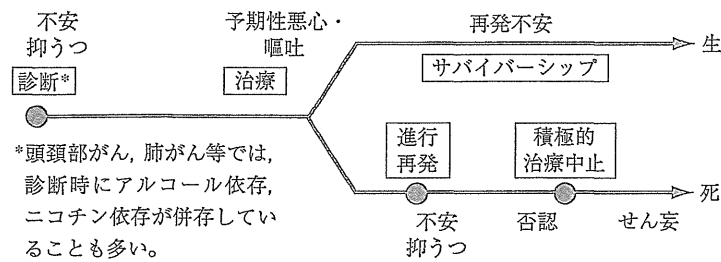 不安
抑うつ
診断*
予期性悪心・
嘔吐
治療
再発不安
サバイバーシップ
生
進行
再発
積極的
治療中止
死
不安
抑うつ
否認
せん妄
*頭頚部がん, 肺がん等では,
診断時にアルコール依存,
ニコチン依存が併存してい
ることも多い。